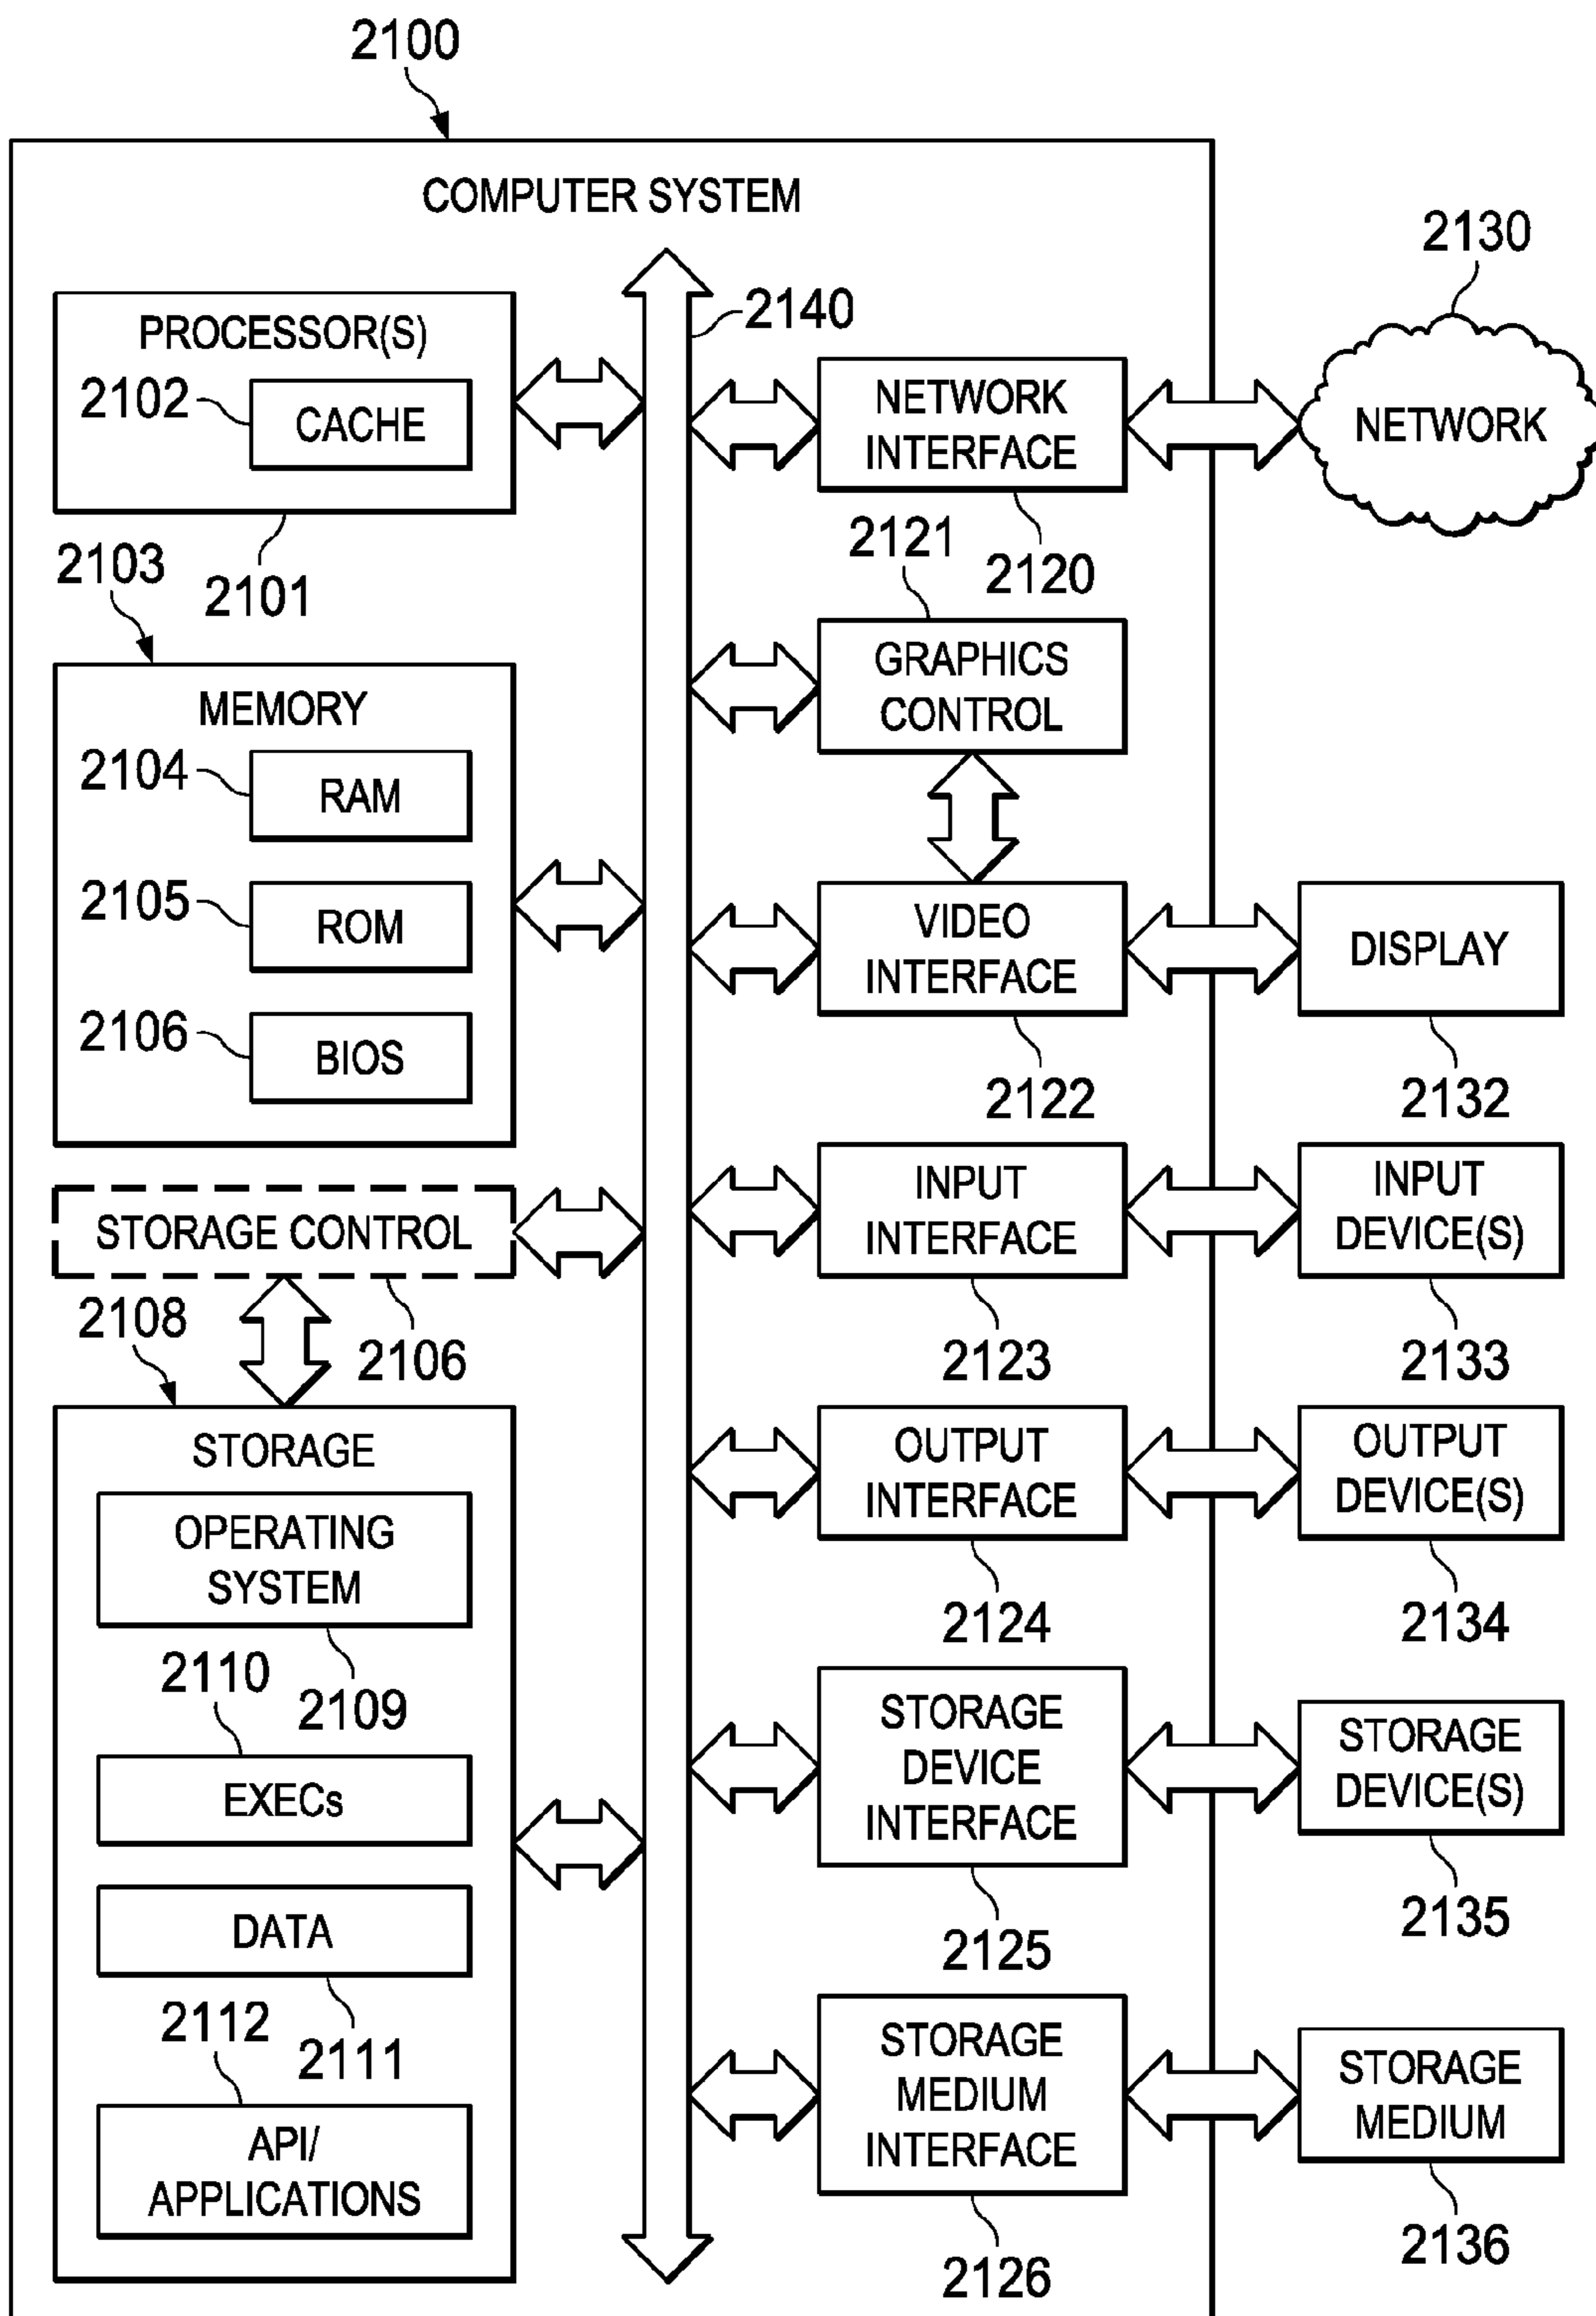 2100
COMPUTER SYSTEM
2140
PROCESSOR(S)
2102
CACHE
2101
2103
MEMORY
2104
RAM
2105
ROM
2106
BIOS
STORAGE CONTROL
2106
2108
STORAGE
OPERATING
SYSTEM
2109
2110
EXECs
DATA
2111
2112
API/
APPLICATIONS
NETWORK
INTERFACE
2120
2130
NETWORK
2121
GRAPHICS
CONTROL
VIDEO
INTERFACE
2122
DISPLAY
2132
INPUT
INTERFACE
2123
INPUT
DEVICE(S)
2133
OUTPUT
INTERFACE
2124
OUTPUT
DEVICE(S)
2134
STORAGE
DEVICE
INTERFACE
2125
STORAGE
DEVICE(S)
2135
STORAGE
MEDIUM
INTERFACE
2126
STORAGE
MEDIUM
2136